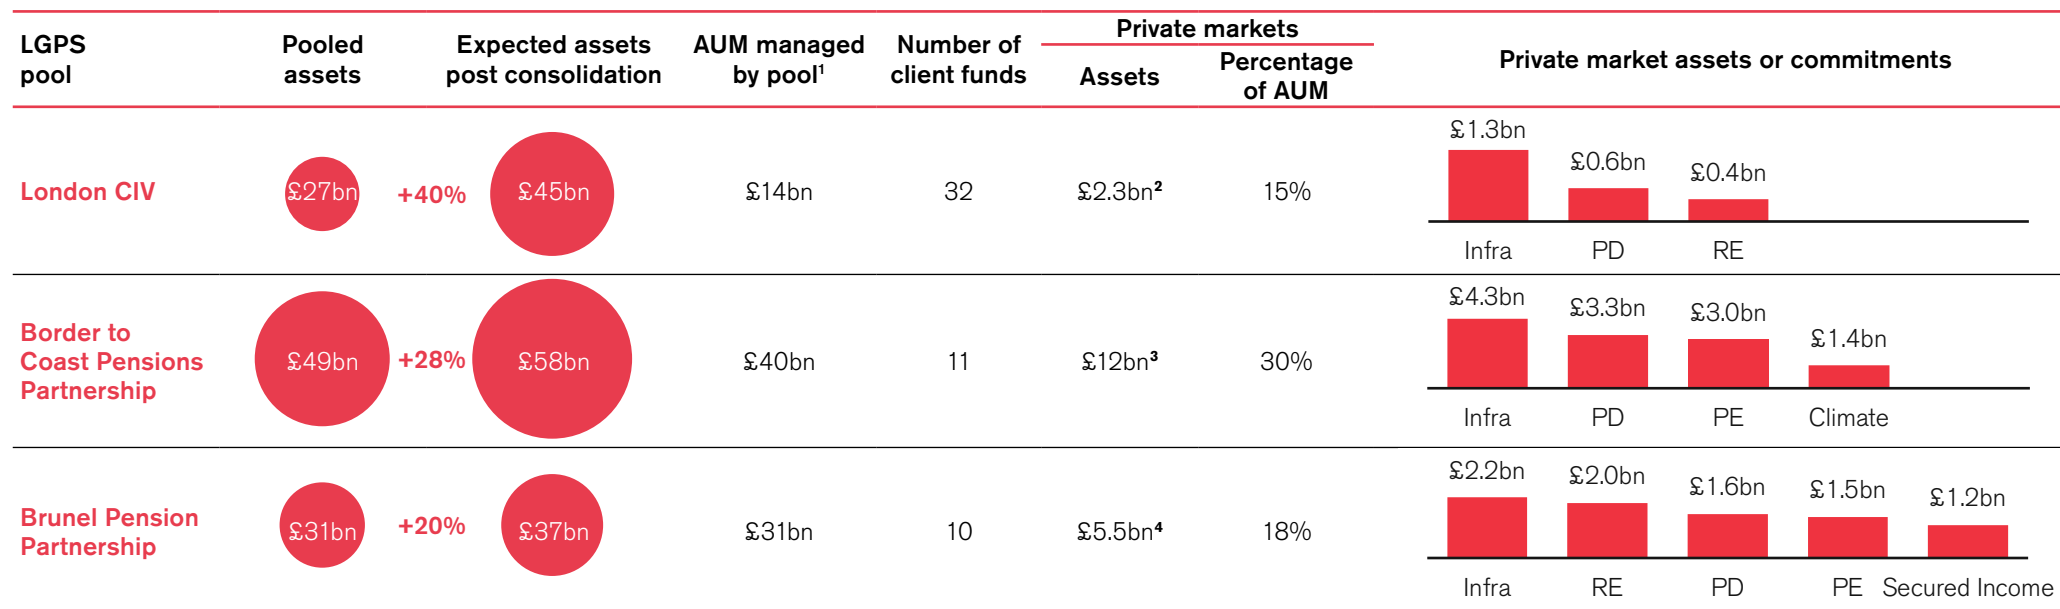 LGPS
pool
Pooled
assets
Expected assets
post consolidation
AUM managed
by pool¹
Number of
client funds
Private markets
Assets
Percentage
of AUM
Private market assets or commitments
London CIV
£27bn
+40%
£45bn
£14bn
32
£2.3bn²
15%
£1.3bn
£0.6bn
£0.4bn
Infra
PD
RE
Border to
Coast Pensions
Partnership
£49bn
+28%
£58bn
£40bn
11
£12bn³
30%
£4.3bn
£3.3bn
£3.0bn
£1.4bn
Infra
PD
PE
Climate
Brunel Pension
Partnership
£31bn
+20%
£37bn
£31bn
10
£5.5bn⁴
18%
£2.2bn
£2.0bn
£1.6bn
£1.5bn
£1.2bn
Infra
RE
PD
PE
Secured Income